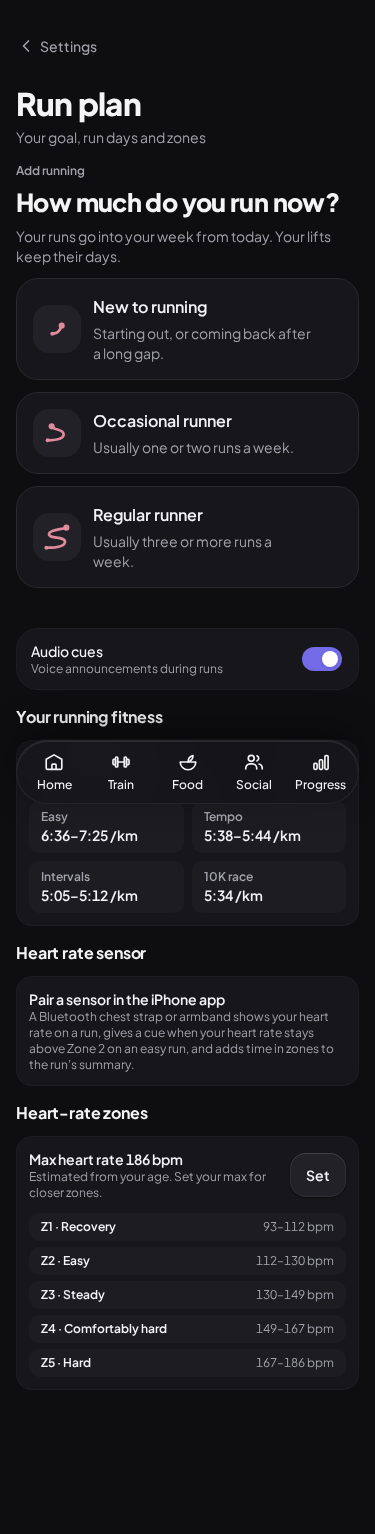 Settings
Run plan
Your goal, run days and zones
Add running
How much do you run now?
Your runs go into your week from today. Your lifts
keep their days.
New to running
Starting out, or coming back after
a long gap.
Occasional runner
Usually one or two runs a week.
Regular runner
Usually three or more runs a
week.
Audio cues
Voice announcements during runs
Your running fitness
Home
Train
Food
Social
Progress
Easy
6:36–7:25 /km
Tempo
5:38–5:44 /km
Intervals
5:05–5:12 /km
10K race
5:34 /km
Heart rate sensor
Pair a sensor in the iPhone app
A Bluetooth chest strap or armband shows your heart
rate on a run, gives a cue when your heart rate stays
above Zone 2 on an easy run, and adds time in zones to
the run's summary.
Heart-rate zones
Max heart rate 186 bpm
Estimated from your age. Set your max for
closer zones.
Set
Z1 · Recovery
93–112 bpm
Z2 · Easy
112–130 bpm
Z3 · Steady
130–149 bpm
Z4 · Comfortably hard
149–167 bpm
Z5 · Hard
167–186 bpm